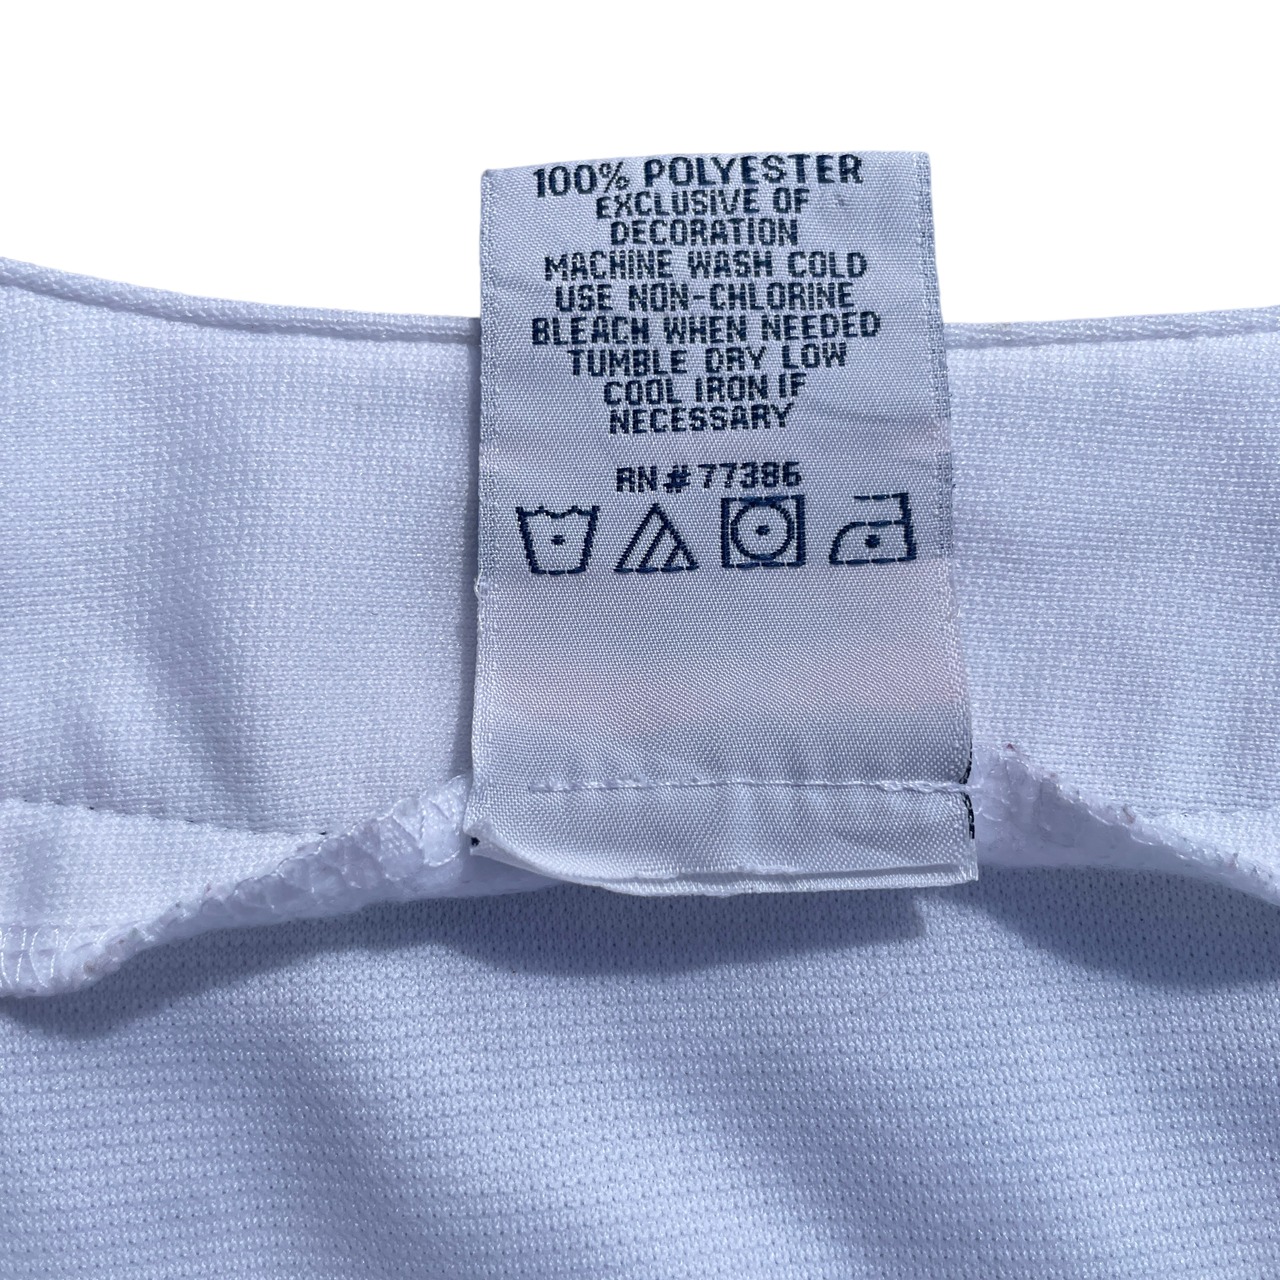 100% POLYESTER
EXCLUSIVE OF
DECORATION
MACHINE WASH COLD
USE NON-CHLORINE
BLEACH WHEN NEEDED
TUMBLE DRY LOW
COOL IRON IF
NECESSARY
RN # 77386